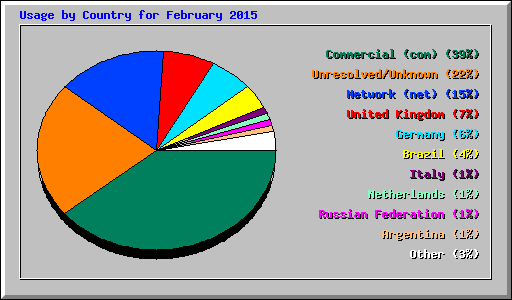 Usage by Country for February 2015
Commercial (com) (39%)
Unresolved/Unknown (22%)
Network (net) (15%)
United Kingdom (7%)
Germany (6%)
Brazil (4%)
Italy (1%)
Netherlands (1%)
Russian Federation (1%)
Argentina (1%)
Other (3%)